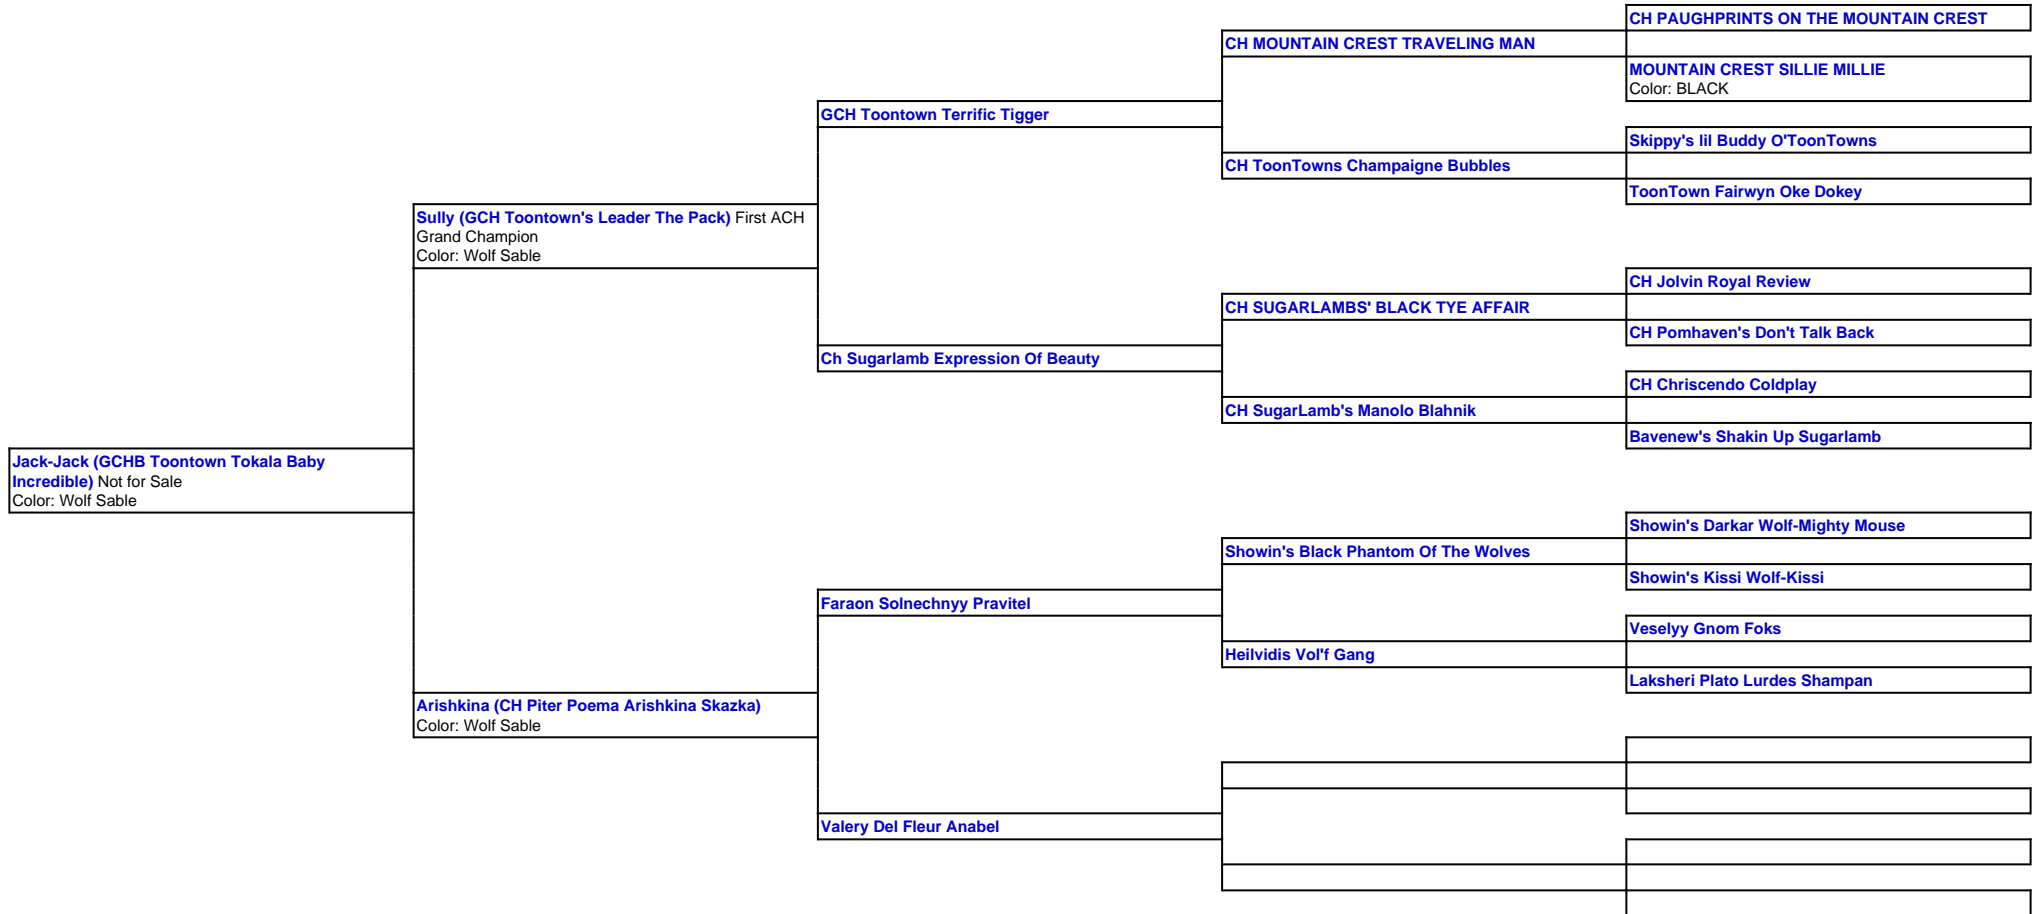 CH PAUGHPRINTS ON THE MOUNTAIN CREST
CH MOUNTAIN CREST TRAVELING MAN
MOUNTAIN CREST SILLIE MILLIE
Color: BLACK
GCH Toontown Terrific Tigger
Skippy's lil Buddy O'ToonTowns
CH ToonTowns Champaigne Bubbles
ToonTown Fairwyn Oke Dokey
Sully (GCH Toontown's Leader The Pack) First ACH
Grand Champion
Color: Wolf Sable
CH Jolvin Royal Review
CH SUGARLAMBS' BLACK TYE AFFAIR
CH Pomhaven's Don't Talk Back
Ch Sugarlamb Expression Of Beauty
CH Chriscendo Coldplay
CH SugarLamb's Manolo Blahnik
Bavenew's Shakin Up Sugarlamb
Jack-Jack (GCHB Toontown Tokala Baby
Incredible) Not for Sale
Color: Wolf Sable
Showin's Darkar Wolf-Mighty Mouse
Showin's Black Phantom Of The Wolves
Showin's Kissi Wolf-Kissi
Faraon Solnechnyy Pravitel
Veselyy Gnom Foks
Heilvidis Vol'f Gang
Laksheri Plato Lurdes Shampan
Arishkina (CH Piter Poema Arishkina Skazka)
Color: Wolf Sable
Valery Del Fleur Anabel